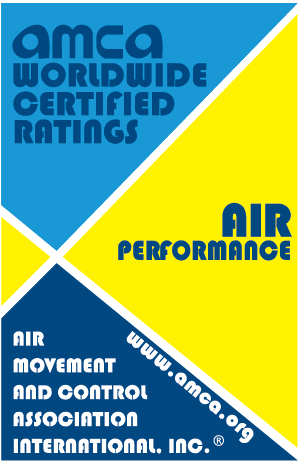 amca
WORLDWIDE
CERTIFIED
RATINGS
AIR
PERFORMANCE
www.amca.org
AIR
MOVEMENT
AND CONTROL
ASSOCIATION
INTERNATIONAL, INC.®